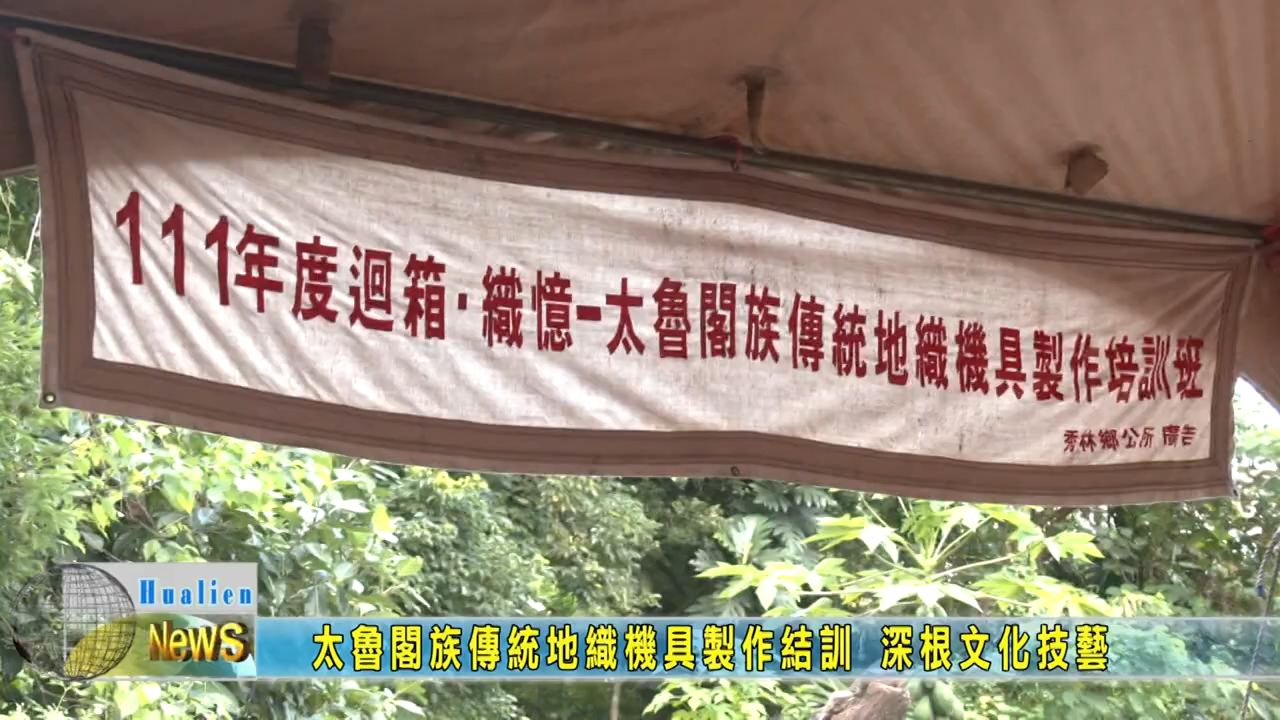 111年度迴箱·織憶-太魯閣族傳統地織機具製作培訓班
秀林鄉公所 廣告
Hualien
NewS
太魯閣族傳統地織機具製作結訓 深根文化技藝